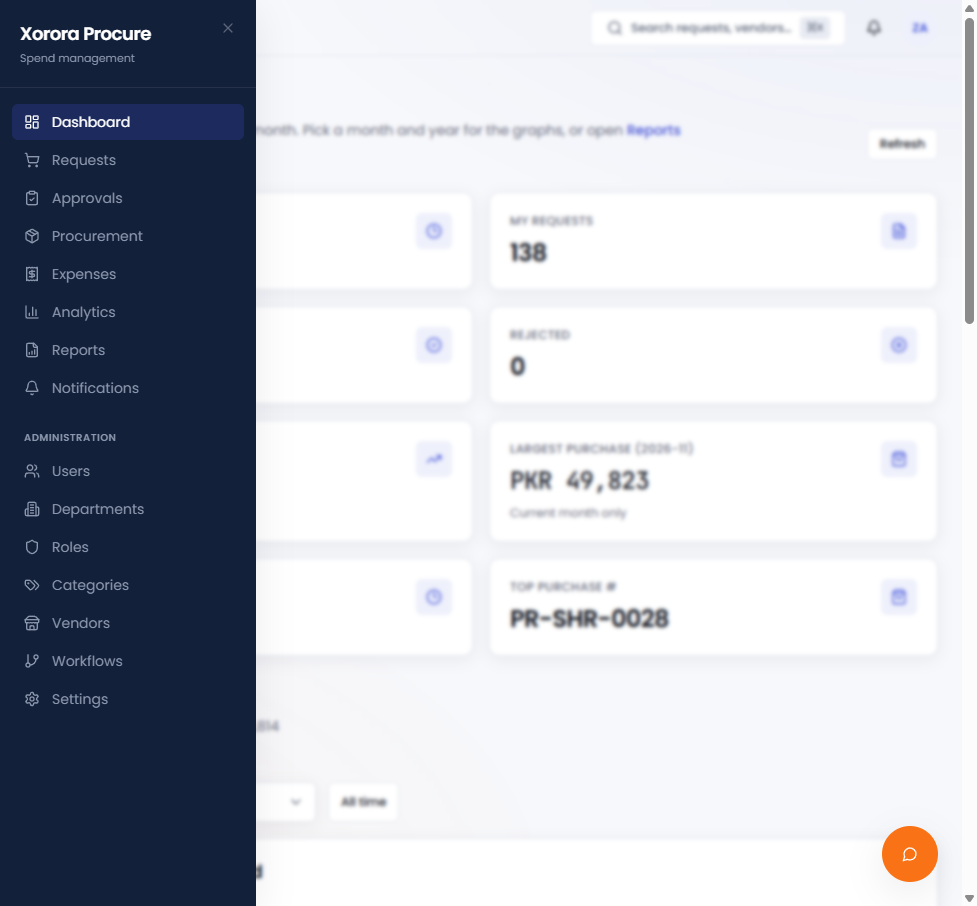 Xorora Procure
Spend management
Dashboard
Requests
Approvals
Procurement
Expenses
Analytics
Reports
Notifications
ADMINISTRATION
Users
Departments
Roles
Categories
Vendors
Workflows
Settings
Search requests, vendors...
ZA
month. Pick a month and year for the graphs, or open Reports
Refresh
MY REQUESTS
138
REJECTED
0
LARGEST PURCHASE (2026-11)
PKR 49,823
Current month only
TOP PURCHASE #
PR-SHR-0028
,814
All time
d